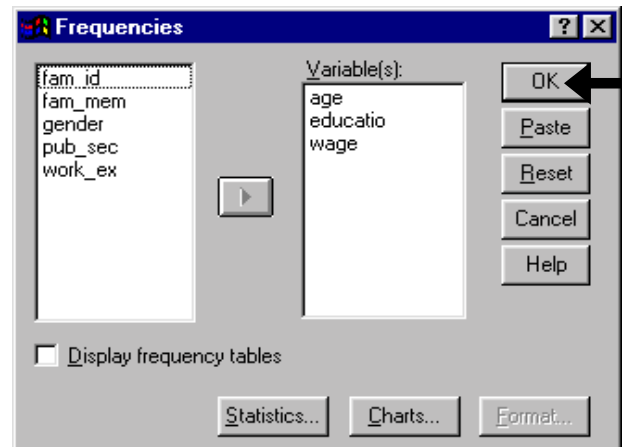 Frequencies
fam_id
fam_mem
gender
pub_sec
work_ex
Variable(s):
age
educatio
wage
OK
Paste
Reset
Cancel
Help
Display frequency tables
Statistics...
Charts...
Format...